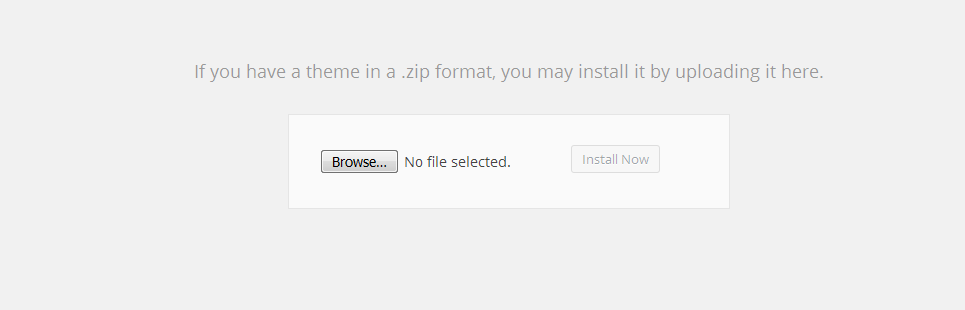 If you have a theme in a .zip format, you may install it by uploading it here.
Browse... No file selected. Install Now